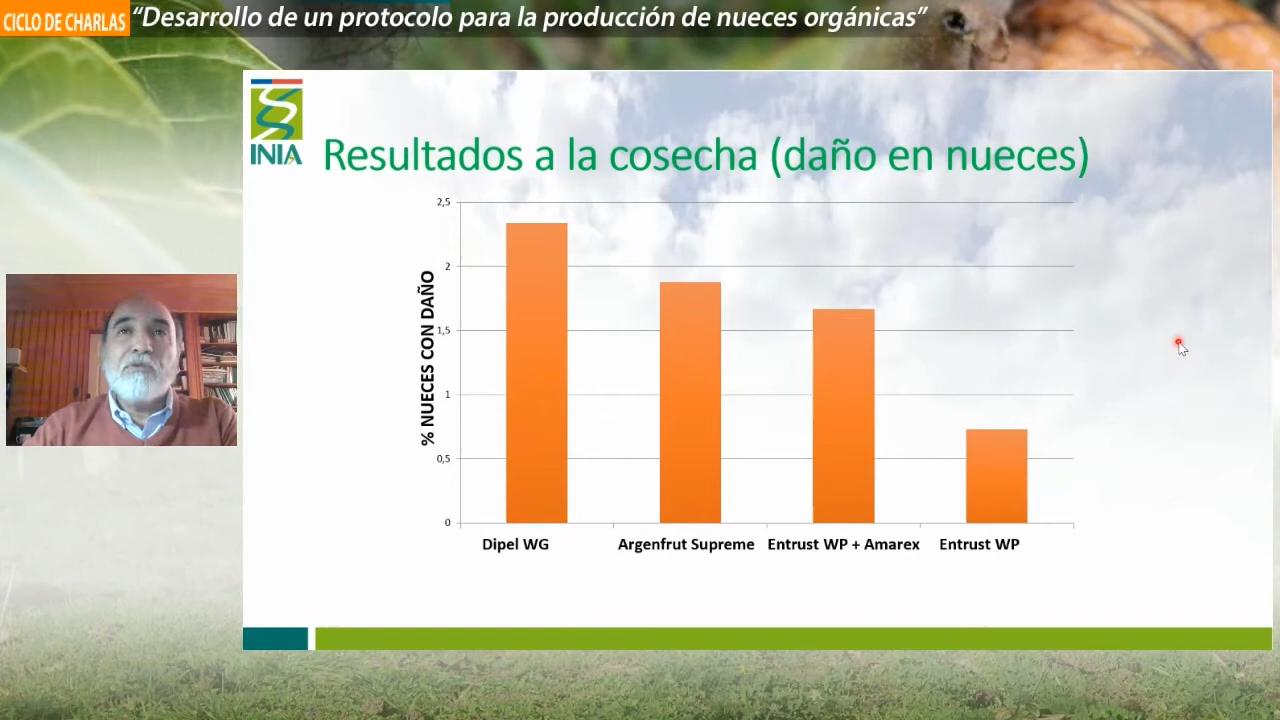 CICLO DE CHARLAS
“Desarrollo de un protocolo para la producción de nueces orgánicas”
INIA
Resultados a la cosecha (daño en nueces)
% NUECES CON DAÑO
2,5
2
1,5
1
0,5
0
Dipel WG
Argenfrut Supreme
Entrust WP + Amarex
Entrust WP